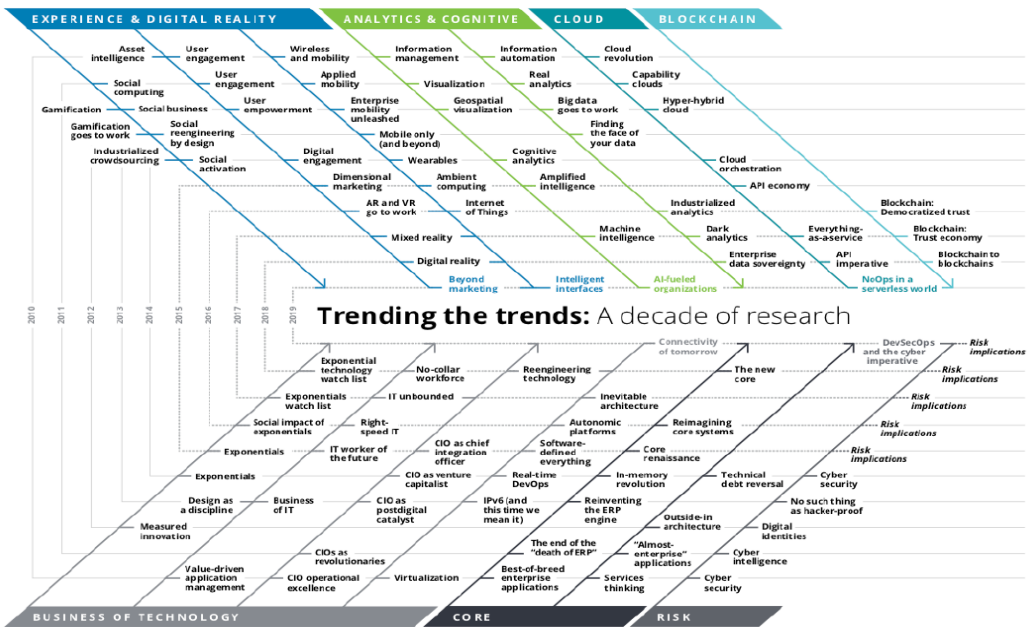 EXPERIENCE & DIGITAL REALITY
ANALYTICS & COGNITIVE
CLOUD
BLOCKCHAIN
Asset
intelligence
User
engagement
Wireless
and mobility
Information
management
Information
automation
Cloud
revolution
Social
computing
User
engagement
Applied
mobility
Visualization
Real
analytics
Capability
clouds
Gamification
Social business
User
empowerment
Enterprise
mobility
unleashed
Geospatial
visualization
Big data
goes to work
Hyper-hybrid
cloud
Gamification
goes to work
Social
reengineering
by design
Mobile only
(and beyond)
Finding
the face of
your data
Industrialized
crowdsourcing
Social
activation
Digital
engagement
Wearables
Cognitive
analytics
Cloud
orchestration
Dimensional
marketing
Ambient
computing
Amplified
intelligence
API economy
AR and VR
go to work
Internet
of Things
Industrialized
analytics
Blockchain:
Democratized trust
Mixed reality
Machine
intelligence
Dark
analytics
Everything-
as-a-service
Blockchain:
Trust economy
Digital reality
Enterprise
data sovereignty
API
imperative
Blockchain to
blockchains
Beyond
marketing
Intelligent
interfaces
AI-fueled
organizations
NoOps in a
serverless world
2010
2011
2012
2013
2014
2015
2016
2017
2018
2019
Trending the trends: A decade of research
Connectivity
of tomorrow
DevSecOps
and the cyber
imperative
Risk
implications
Exponential
technology
watch list
No-collar
workforce
Reengineering
technology
The new
core
Risk
implications
Exponentials
watch list
IT unbounded
Inevitable
architecture
Risk
implications
Social impact of
exponentials
Right-
speed IT
Autonomic
platforms
Reimagining
core systems
Risk
implications
Exponentials
IT worker of
the future
CIO as chief
integration
officer
Software-
defined
everything
Core
renaissance
Risk
implications
Exponentials
CIO as venture
capitalist
Real-time
DevOps
In-memory
revolution
Technical
debt reversal
Cyber
security
Design as
a discipline
Business
of IT
CIO as
postdigital
catalyst
IPv6 (and
this time we
mean it)
Reinventing
the ERP
engine
No such thing
as hacker-proof
Measured
innovation
Outside-in
architecture
Digital
identities
CIOs as
revolutionaries
The end of the
"death of ERP"
"Almost-
enterprise"
applications
Cyber
intelligence
Value-driven
application
management
CIO operational
excellence
Virtualization
Best-of-breed
enterprise
applications
Services
thinking
Cyber
security
BUSINESS OF TECHNOLOGY
CORE
RISK